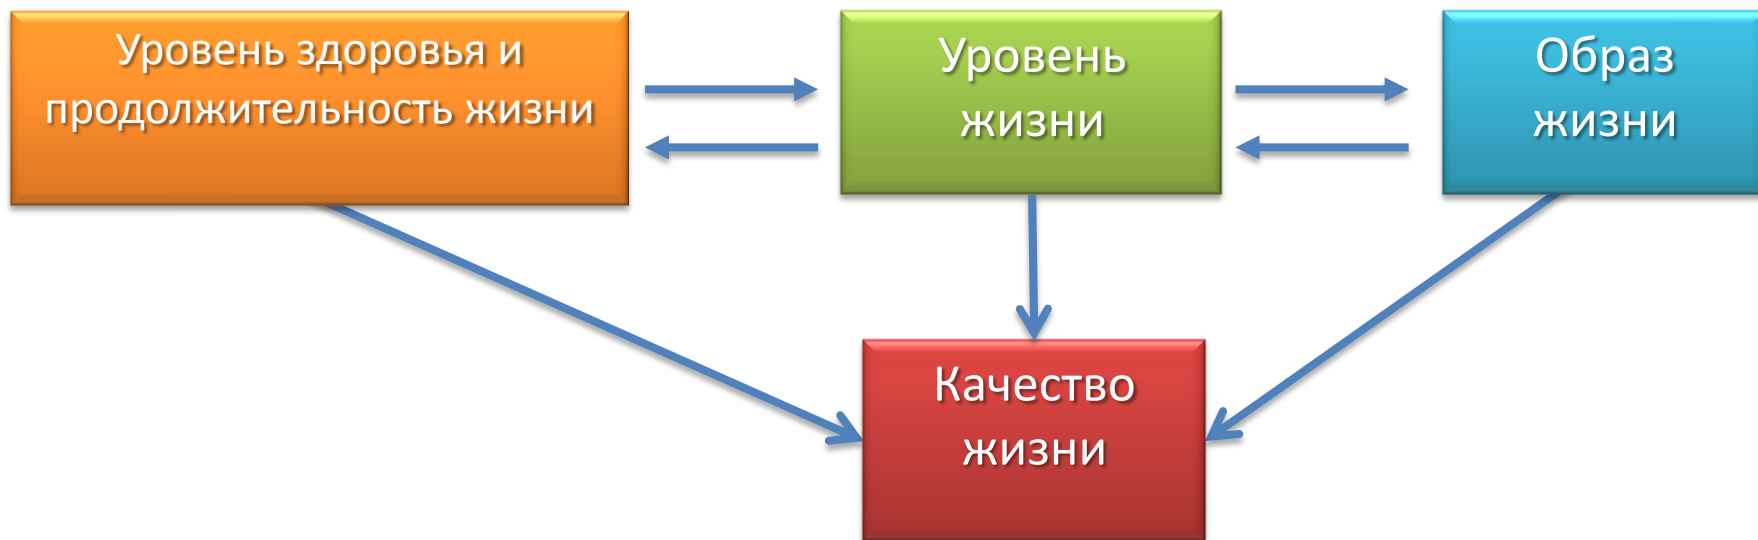 Уровень здоровья и
продолжительность жизни
Уровень
жизни
Образ
жизни
Качество
жизни